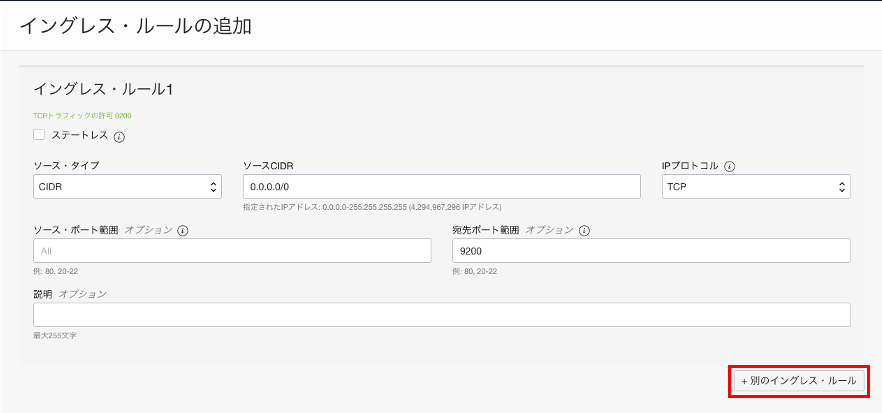 イングレス・ルールの追加
イングレス・ルール1
TCPトラフィックの許可 9200
ステートレス i
ソース・タイプ ソースCIDR IPプロトコル i
CIDR 0.0.0.0/0 TCP
指定されたIPアドレス: 0.0.0.0-255.255.255.255 (4,294,967,296 IPアドレス)
ソース・ポート範囲 オプション i 宛先ポート範囲 オプション i
All 9200
例: 80, 20-22 例: 80, 20-22
説明 オプション
最大255文字
+ 別のイングレス・ルール